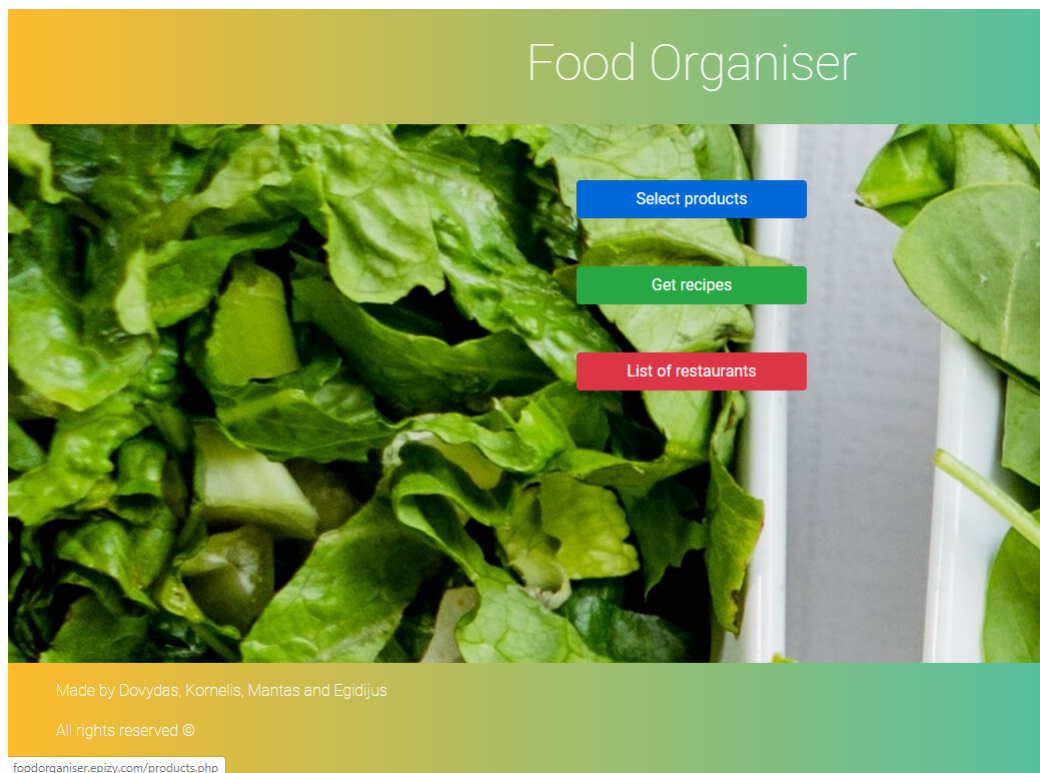 Food Organiser
Select products
Get recipes
List of restaurants
Made by Dovydas, Kornelis, Mantas and Egidijus
All rights reserved ©
foodorganiser.epizy.com/products.php